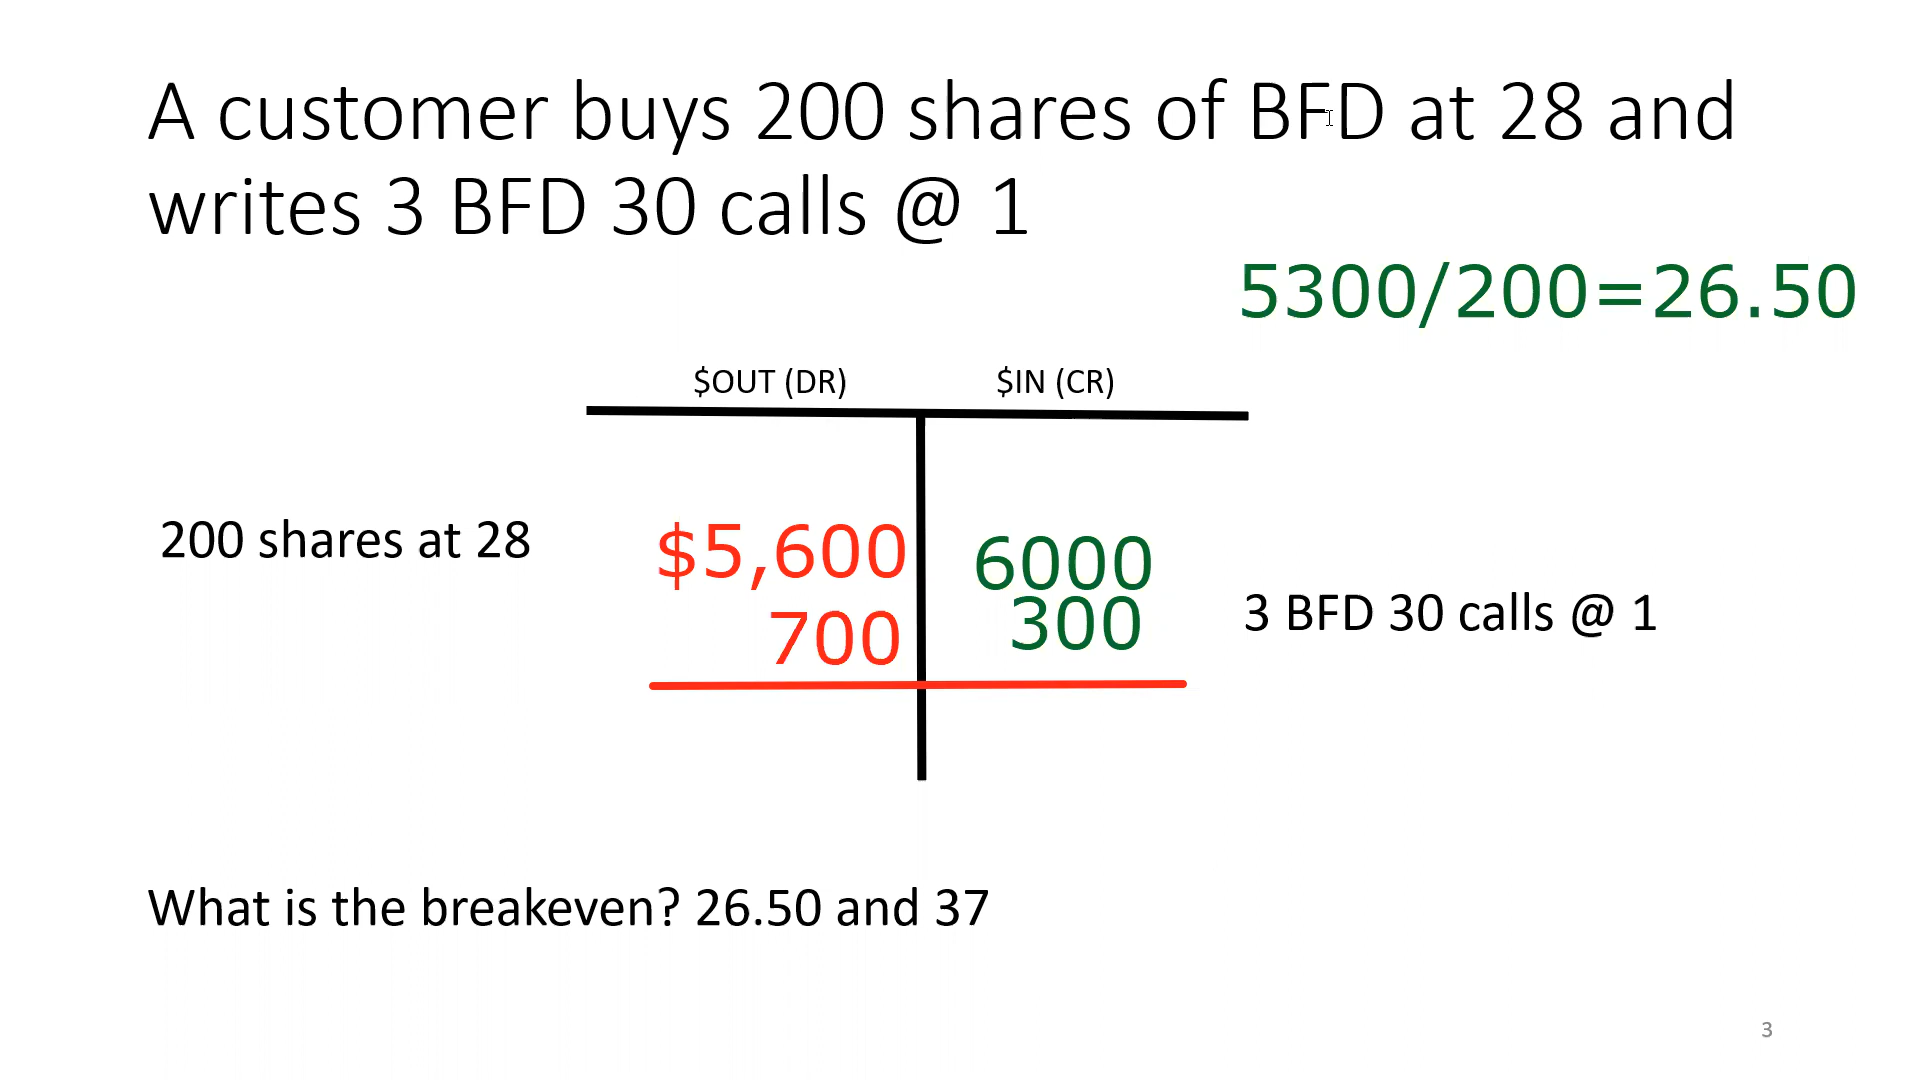 A customer buys 200 shares of BFD at 28 and
writes 3 BFD 30 calls @ 1
5300/200=26.50
$OUT (DR)
$IN (CR)
200 shares at 28
$5,600
6000
300
700
3 BFD 30 calls @ 1
What is the breakeven? 26.50 and 37
3